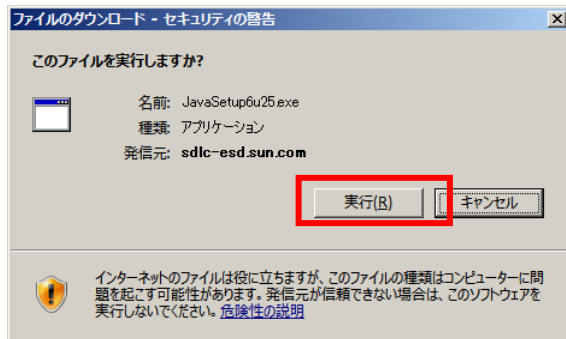 ファイルのダウンロード - セキュリティの警告
このファイルを実行しますか?
名前: JavaSetup6u25.exe
種類: アプリケーション
発信元: sdlc-esd.sun.com
実行(R)
キャンセル
インターネットのファイルは役に立ちますが、このファイルの種類はコンピューターに問
題を起こす可能性があります。発信元が信頼できない場合は、このソフトウェアを
実行しないでください。危険性の説明